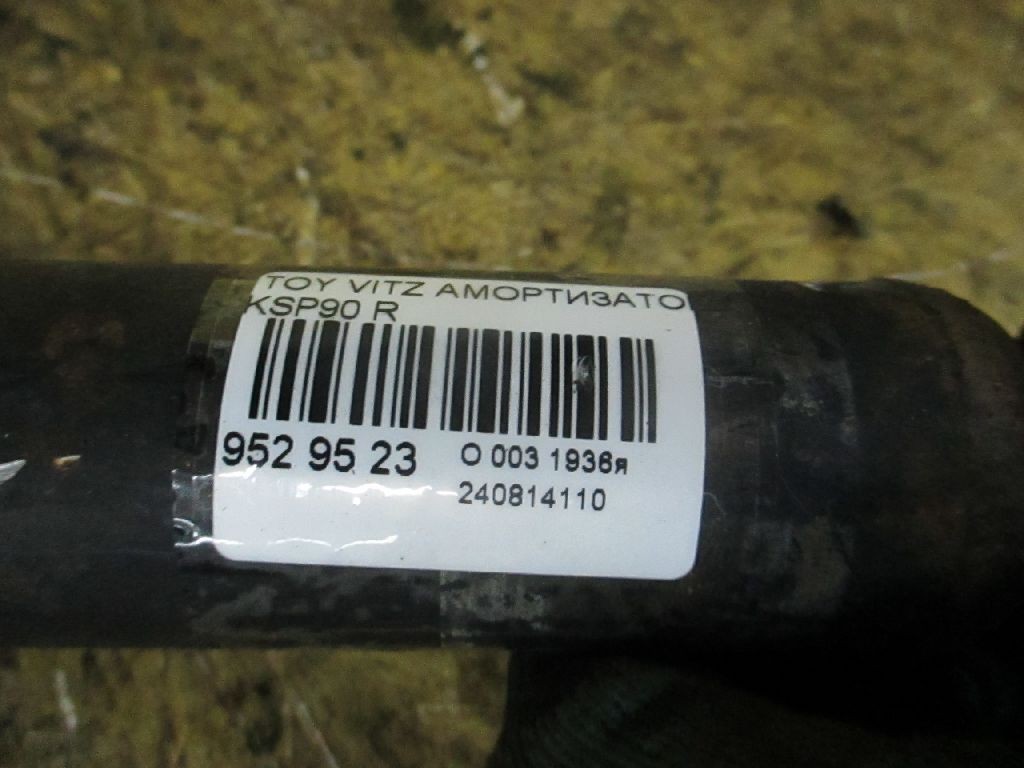 TOY VITZ АМОРТИЗАТО
KSP90 R
952 95 23
О 003 1936я
240814110